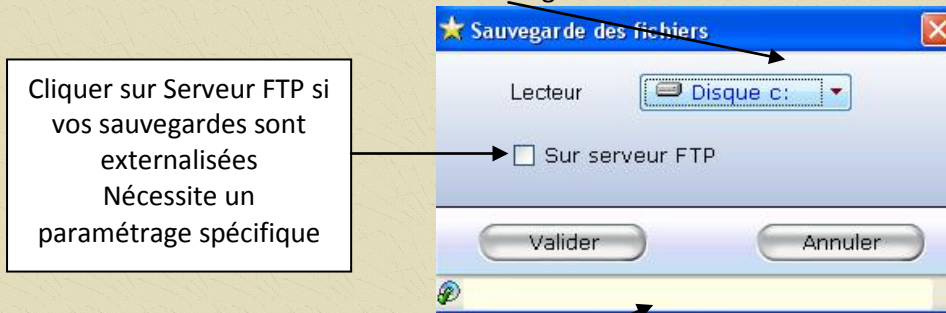 Sauvegarde des fichiers
Lecteur
Disque c:
Cliquer sur Serveur FTP si
vos sauvegardes sont
externalisées
Nécessite un
paramétrage spécifique
Sur serveur FTP
Valider
Annuler